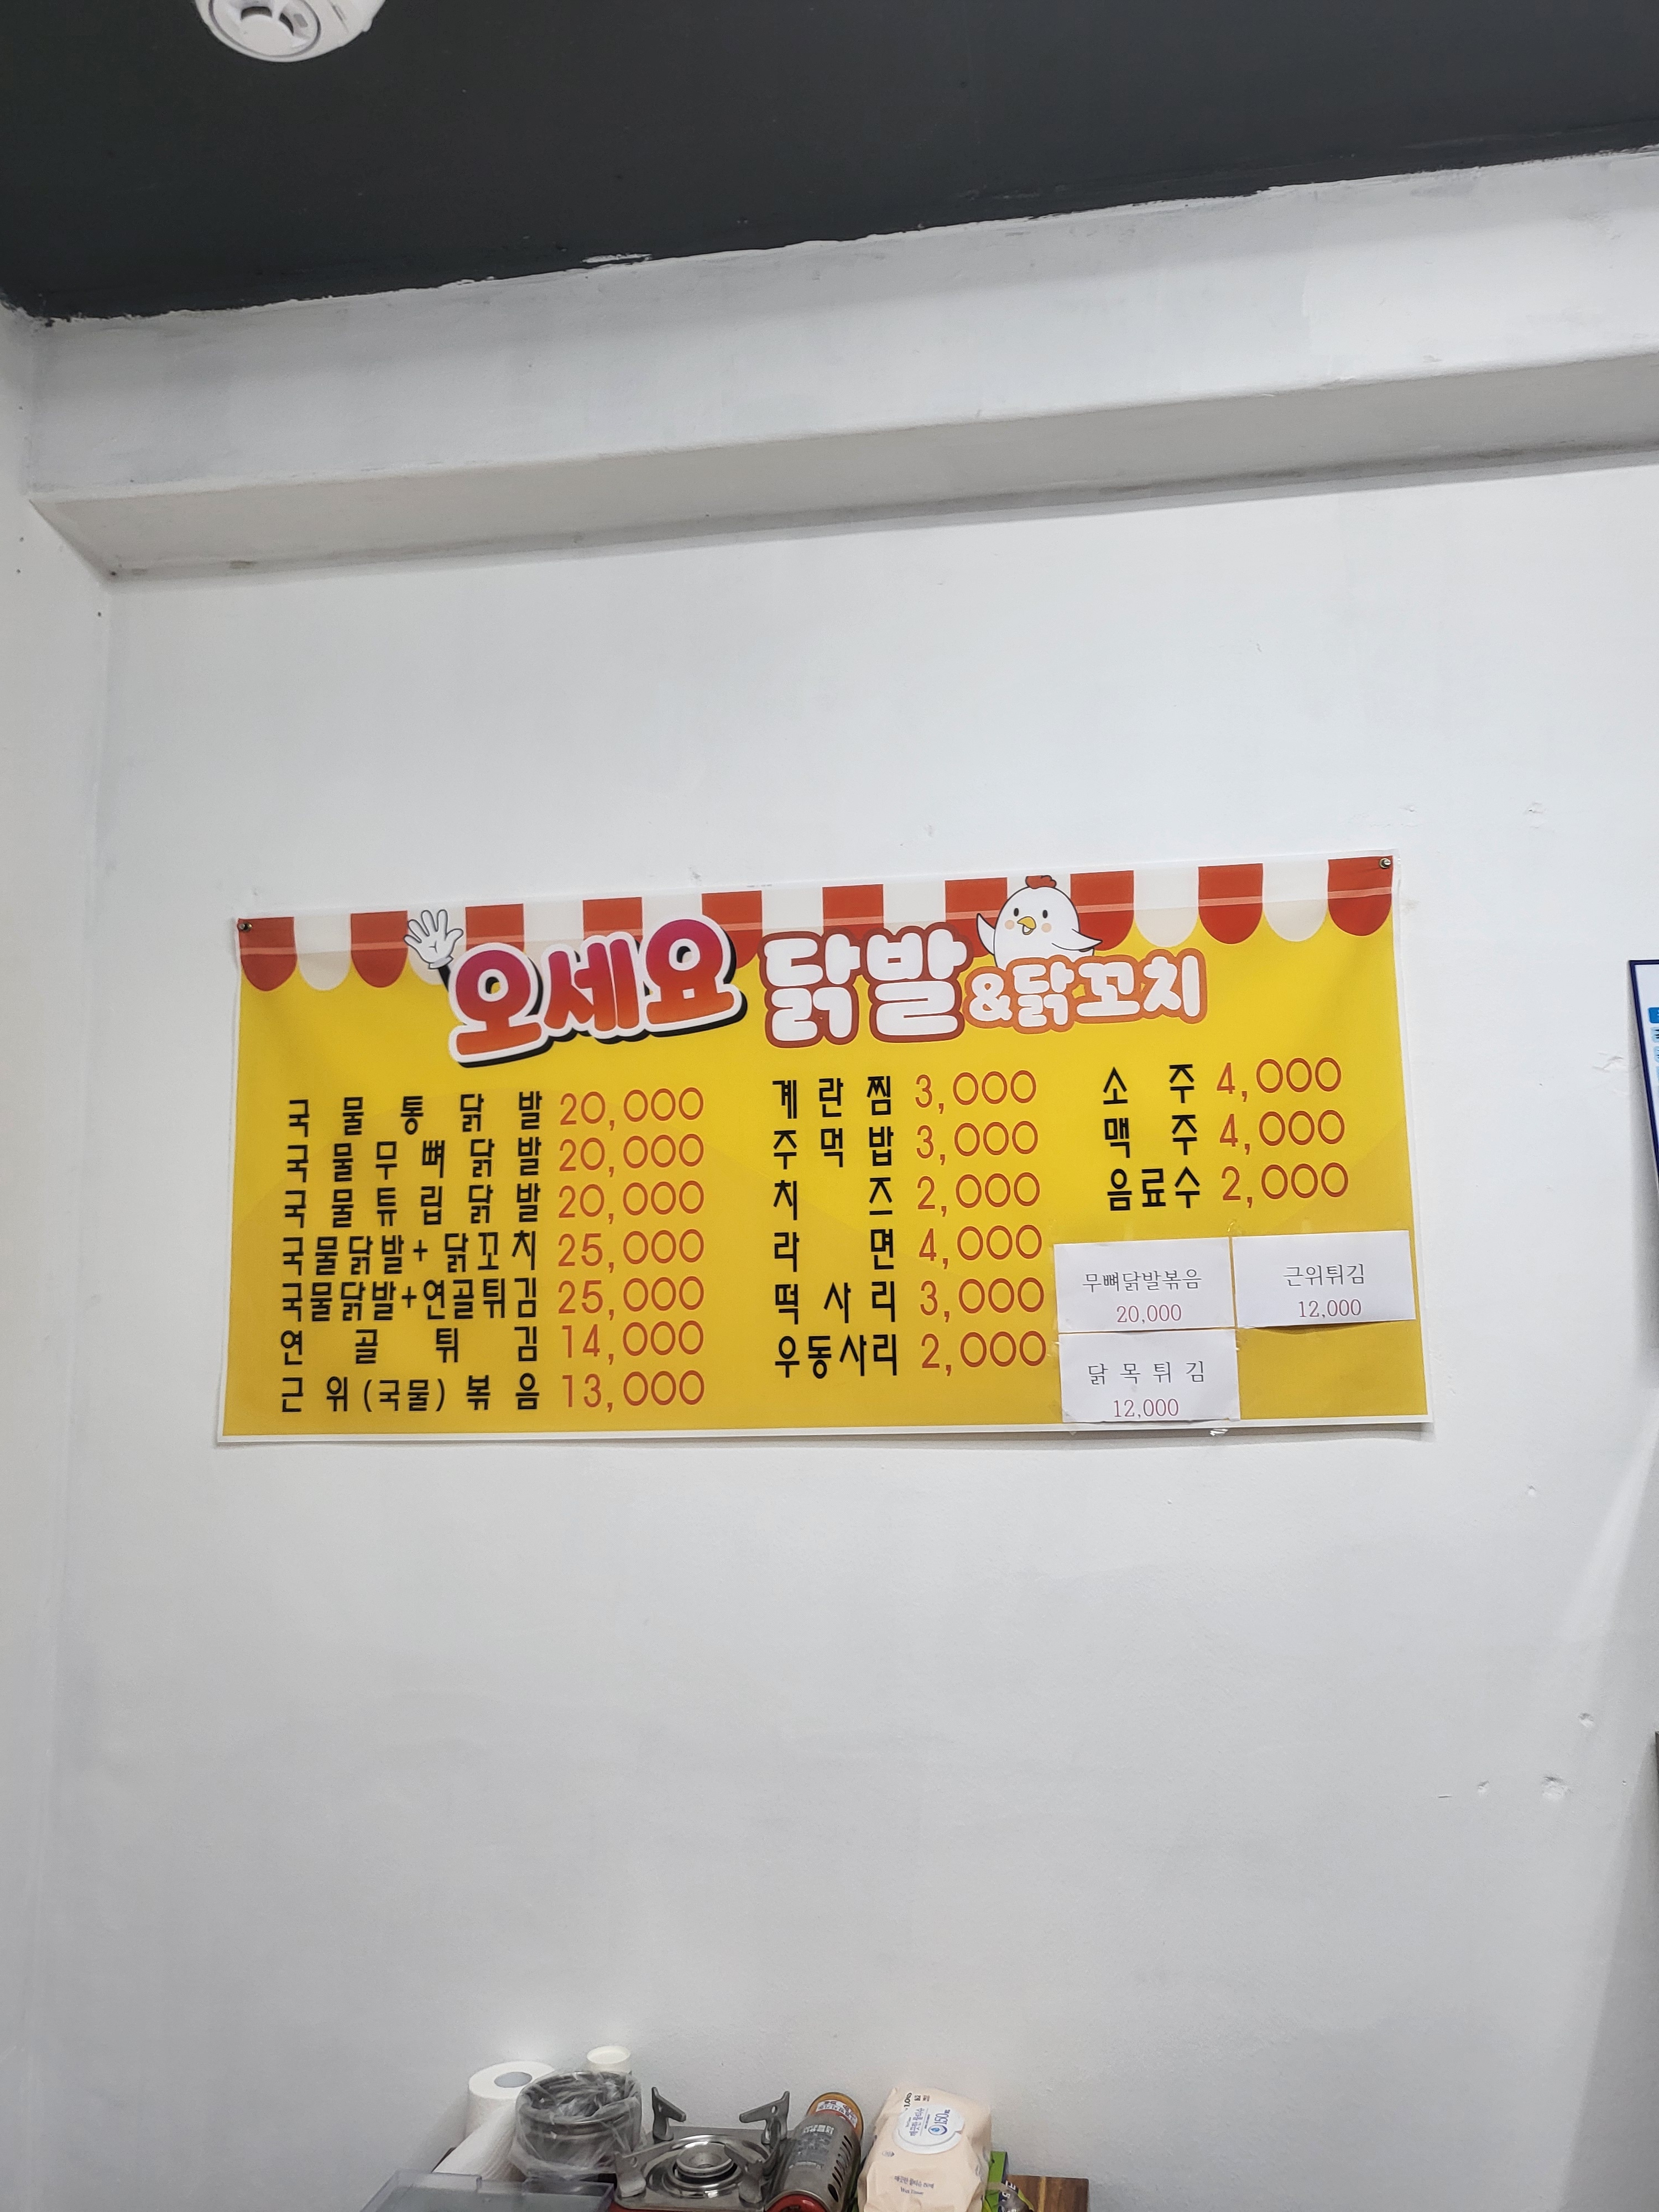 오세요 닭발&닭꼬치
국물통닭발 20,000
국물무뼈닭발 20,000
국물튜립닭발 20,000
국물닭발+닭꼬치 25,000
국물닭발+연골튀김 25,000
연골튀김 14,000
근위(국물)볶음 13,000
계란찜 3,000
주먹밥 3,000
치즈 2,000
라면 4,000
떡사리 3,000
우동사리 2,000
소주 4,000
맥주 4,000
음료수 2,000
무뼈닭발볶음
20,000
근위튀김
12,000
닭목튀김
12,000